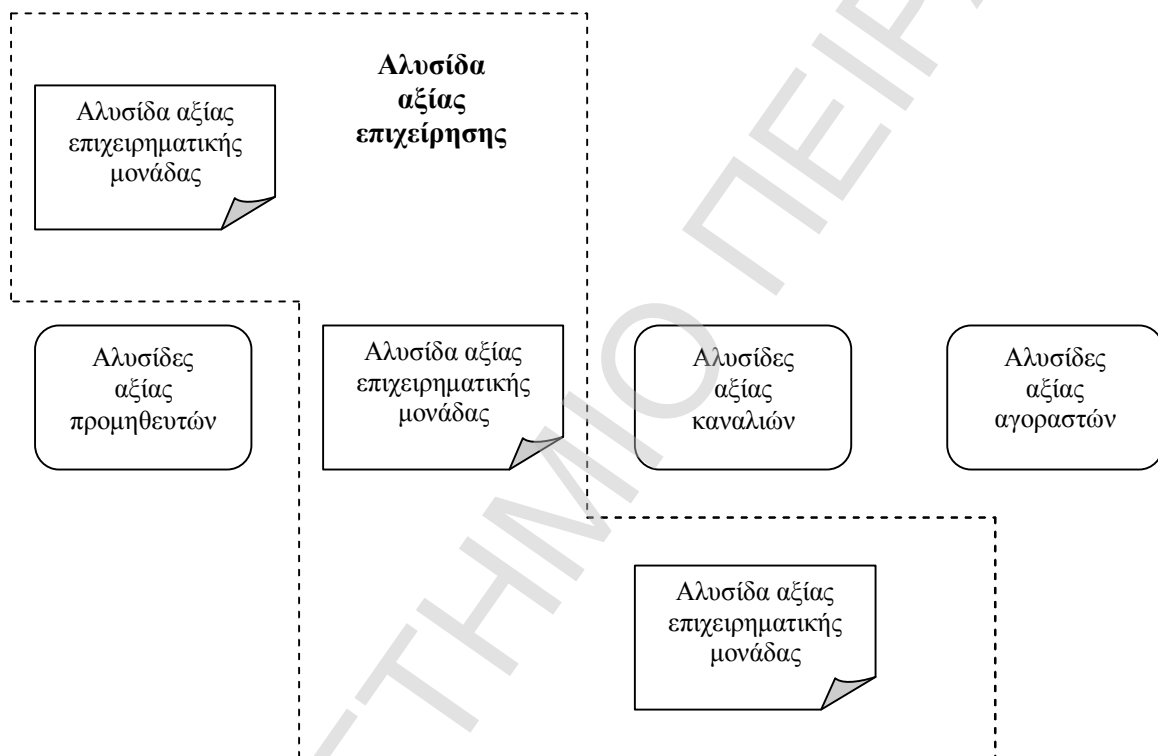 Αλυσίδα
αξίας
επιχείρησης
Αλυσίδα αξίας
επιχειρηματικής
μονάδας
Αλυσίδες
αξίας
προμηθευτών
Αλυσίδα αξίας
επιχειρηματικής
μονάδας
Αλυσίδες
αξίας
καναλιών
Αλυσίδες
αξίας
αγοραστών
Αλυσίδα αξίας
επιχειρηματικής
μονάδας